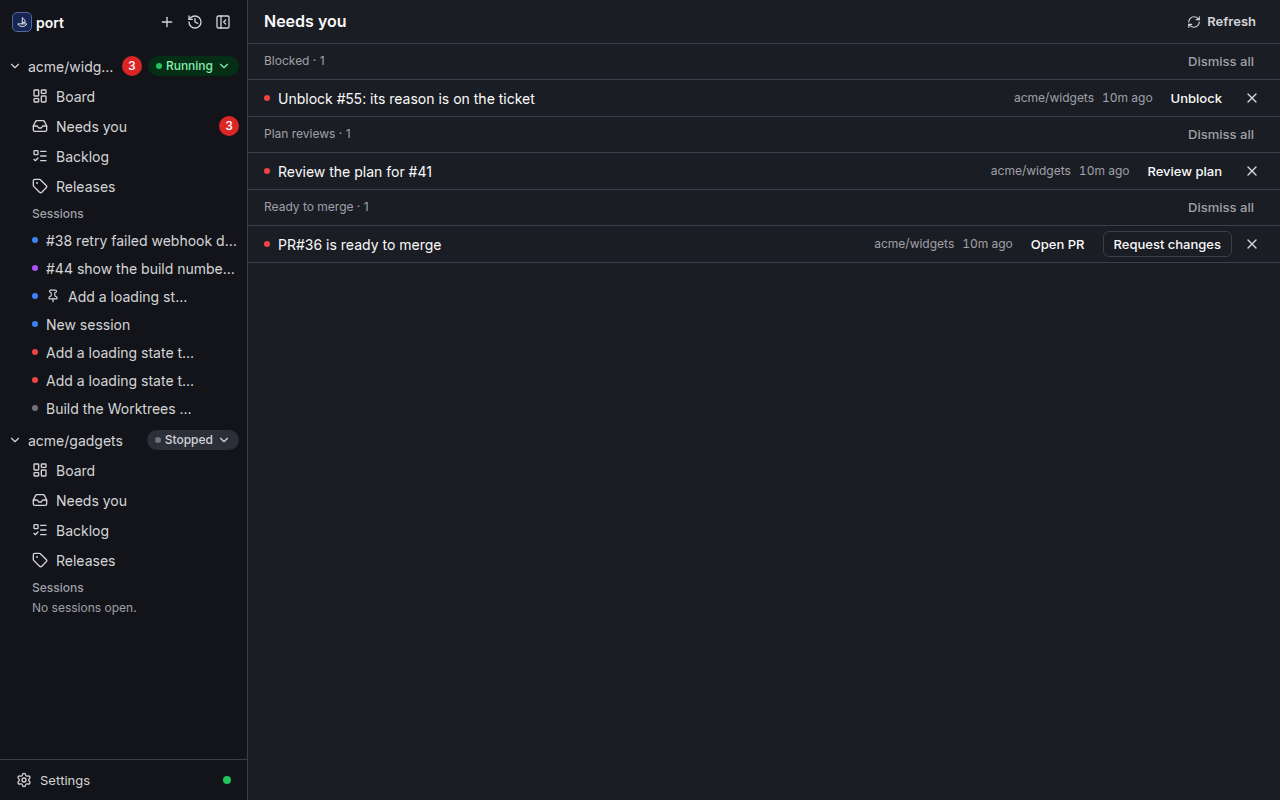 port
acme/widg... 3 Running
Board
Needs you 3
Backlog
Releases
Sessions
#38 retry failed webhook d...
#44 show the build numbe...
Add a loading st...
New session
Add a loading state t...
Add a loading state t...
Build the Worktrees ...
acme/gadgets Stopped
Board
Needs you
Backlog
Releases
Sessions
No sessions open.
Settings
Needs you Refresh
Blocked · 1 Dismiss all
Unblock #55: its reason is on the ticket acme/widgets 10m ago Unblock
Plan reviews · 1 Dismiss all
Review the plan for #41 acme/widgets 10m ago Review plan
Ready to merge · 1 Dismiss all
PR#36 is ready to merge acme/widgets 10m ago Open PR Request changes